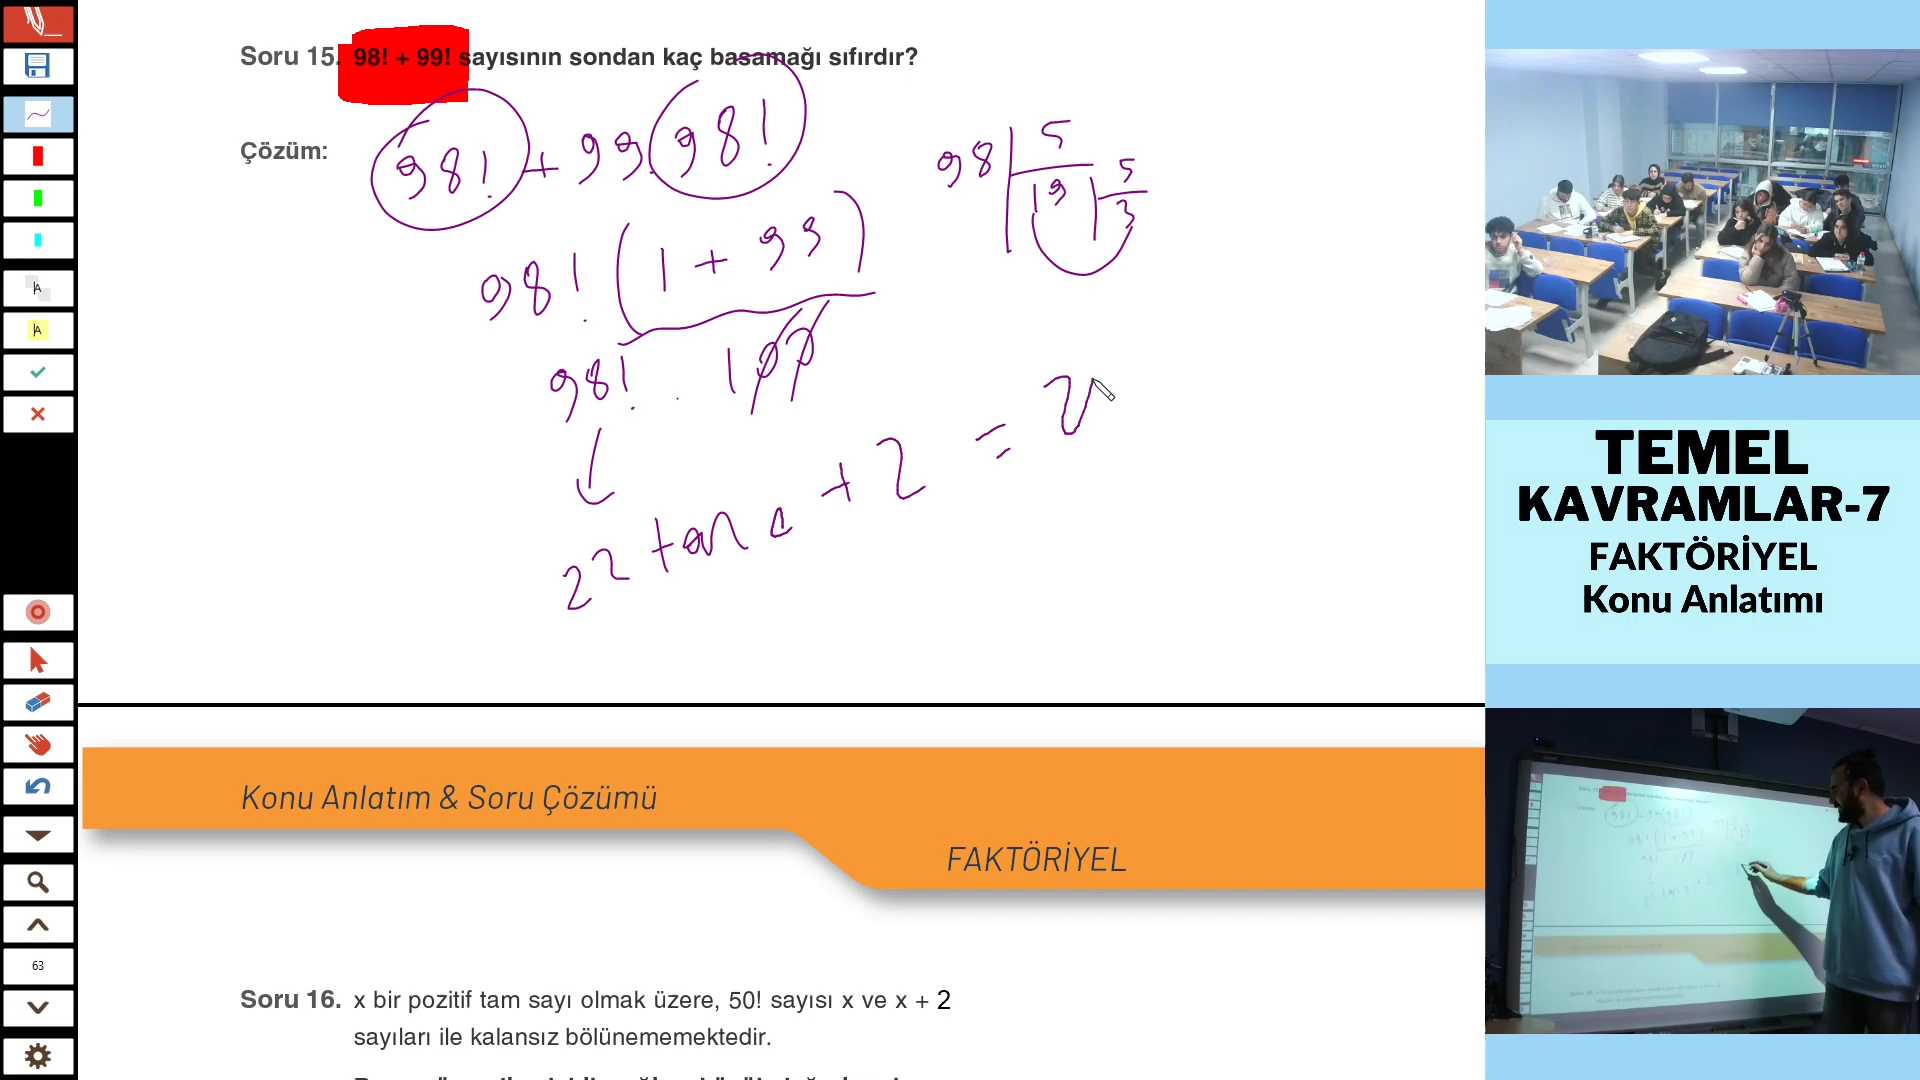 Soru 15. 98! + 99! sayısının sondan kaç basamağı sıfırdır?
Çözüm:
98! + 99.98!
98! (1 + 99)
98! . 100
22 tane + 2 = 2
98 5
19 5
3
TEMEL
KAVRAMLAR-7
FAKTÖRİYEL
Konu Anlatımı
Konu Anlatım & Soru Çözümü
FAKTÖRİYEL
63
Soru 16. x bir pozitif tam sayı olmak üzere, 50! sayısı x ve x + 2
sayıları ile kalansız bölünememektedir.